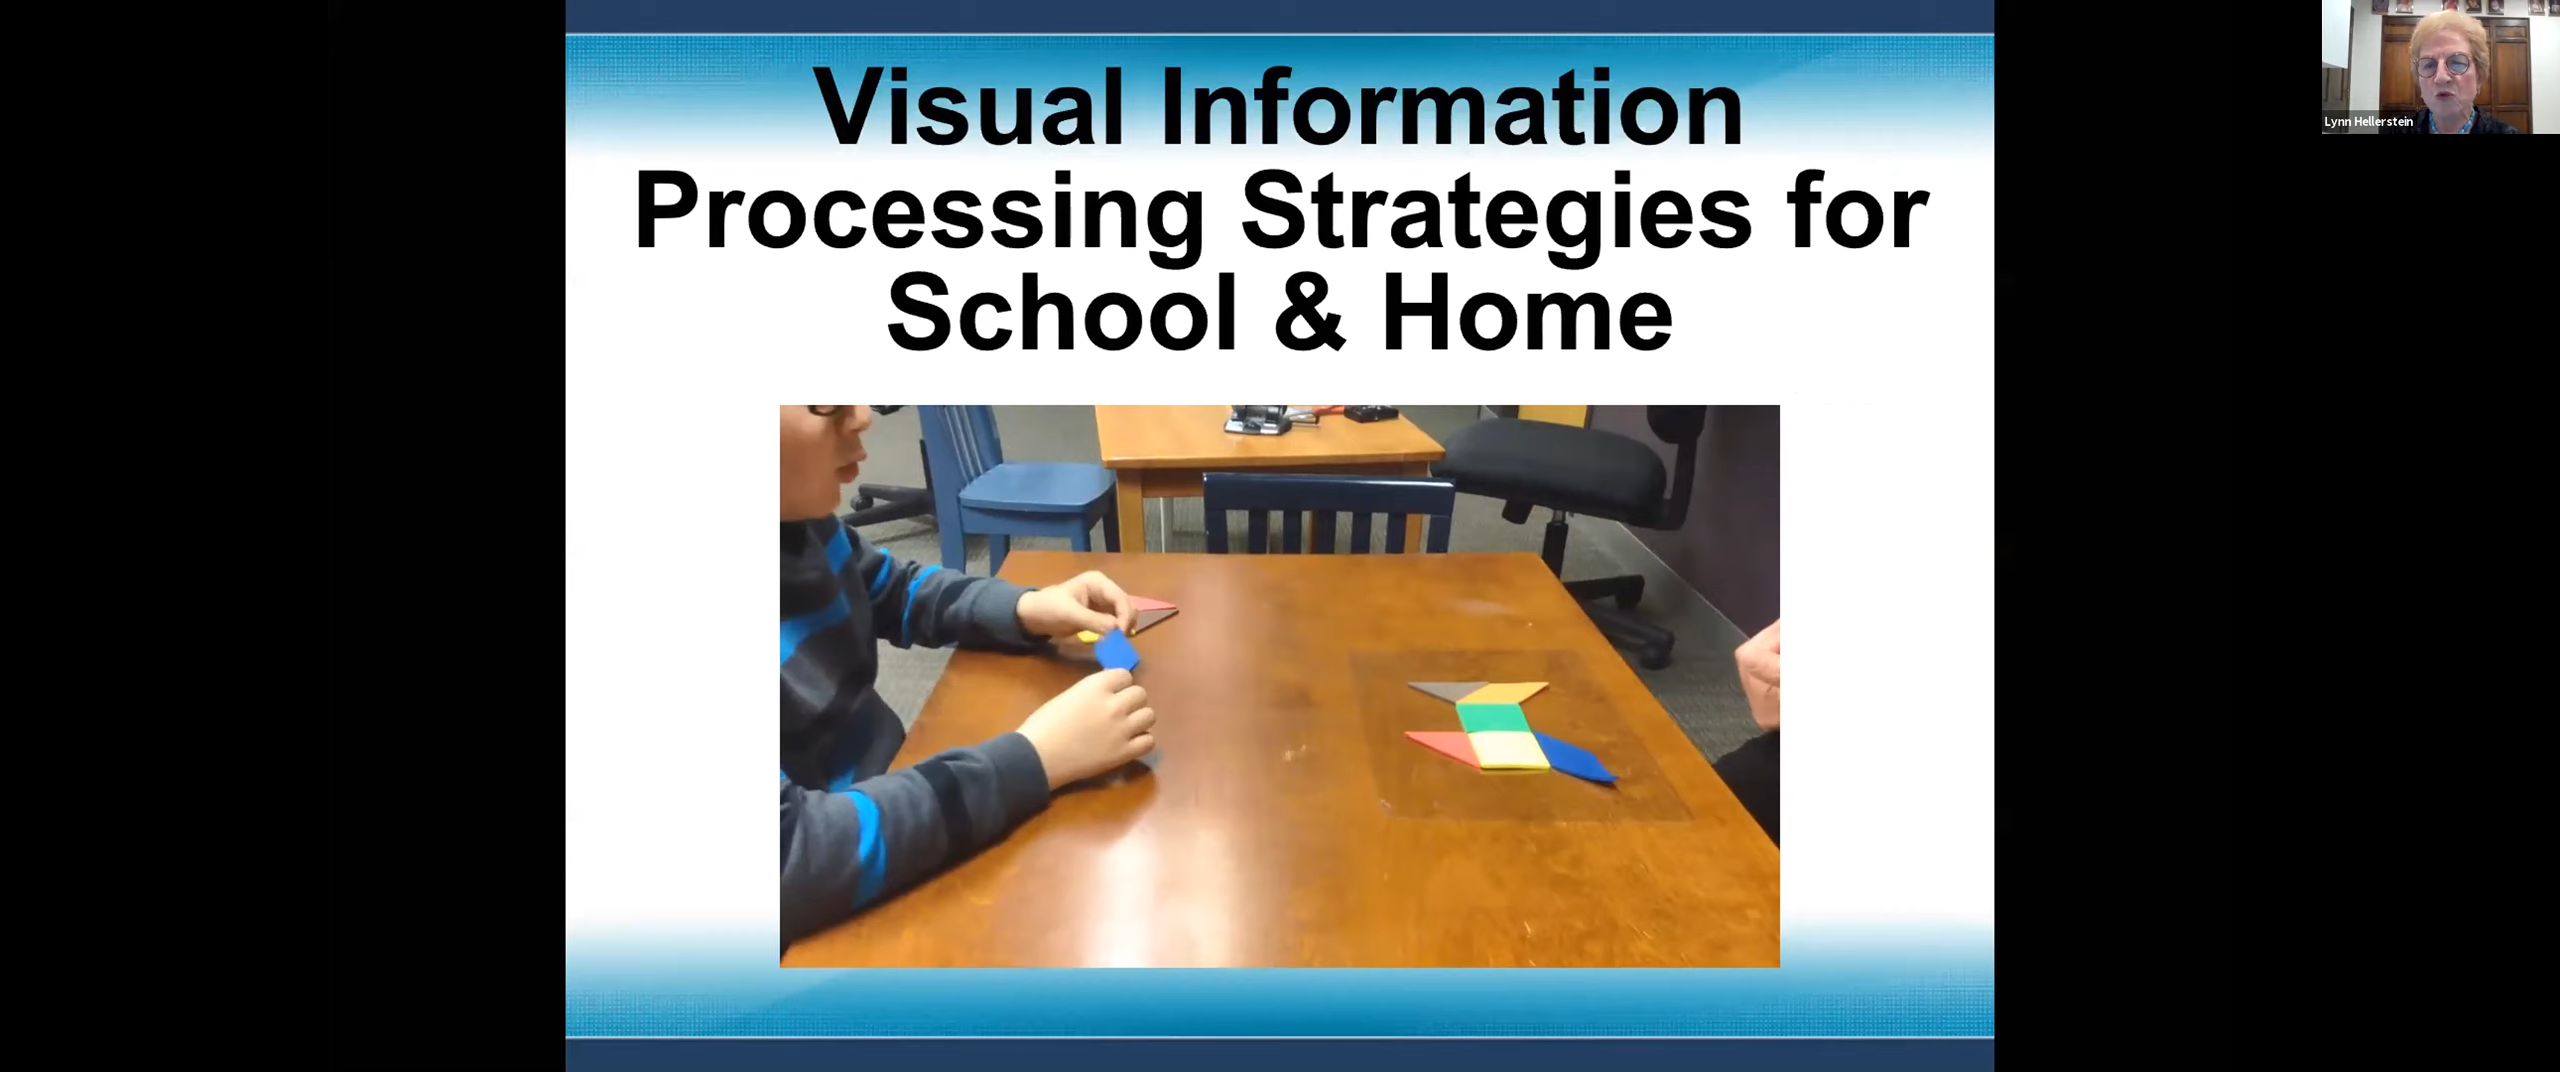 Visual Information
Processing Strategies for
School & Home
Lynn Hellerstein